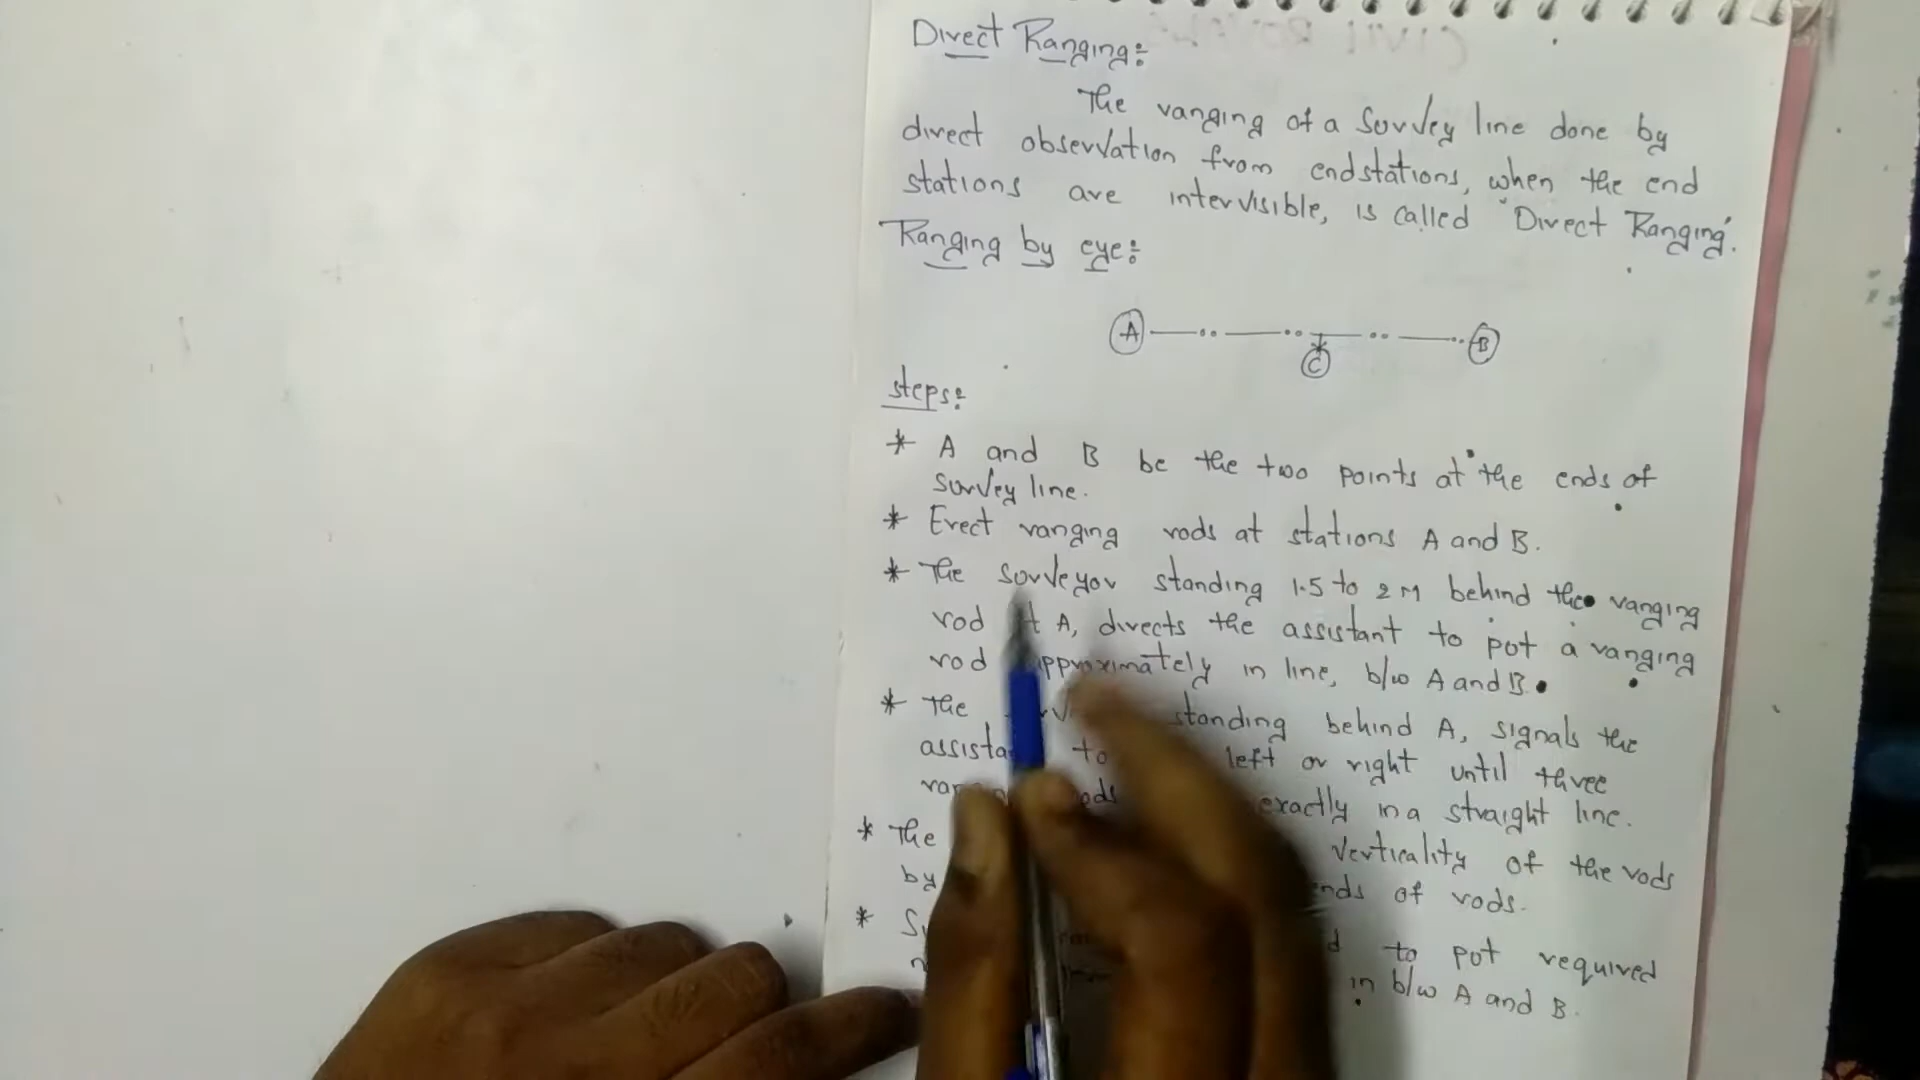 Direct Ranging:
The ranging of a Survey line done by
direct observation from endstations, when the end
stations are intervisible, is called "Direct Ranging".
Ranging by eye:
A C B
steps:
* A and B be the two points at the ends of
survey line.
* Erect ranging rods at stations A and B.
* The surveyor standing 1.5 to 2 M behind the ranging
rod at A, directs the assistant to put a ranging
rod approximately in line, b/w A and B.
* The standing behind A, signals the
to left or right until three
exactly in a straight line.
* The verticality of the rods
by ends of rods.
* to put required
in b/w A and B.